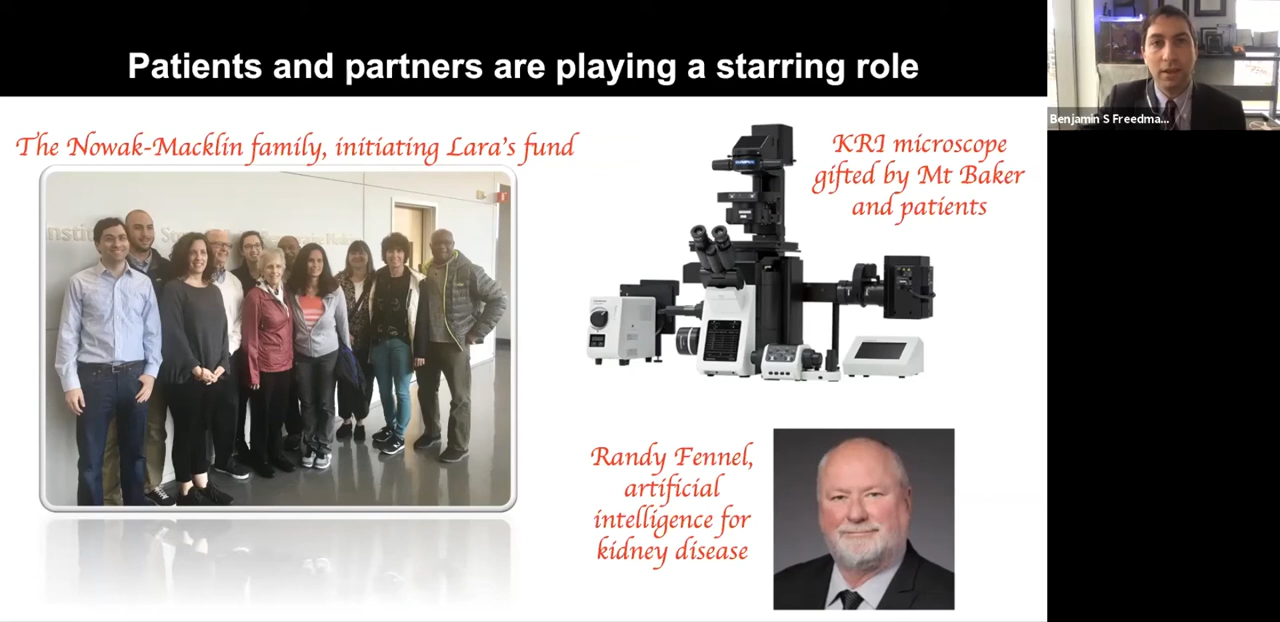 Patients and partners are playing a starring role
Benjamin S Freedma...
The Nowak-Macklin family, initiating Lara's fund
KRI microscope
gifted by Mt Baker
and patients
OLYMPUS
Randy Fennel,
artificial
intelligence for
kidney disease